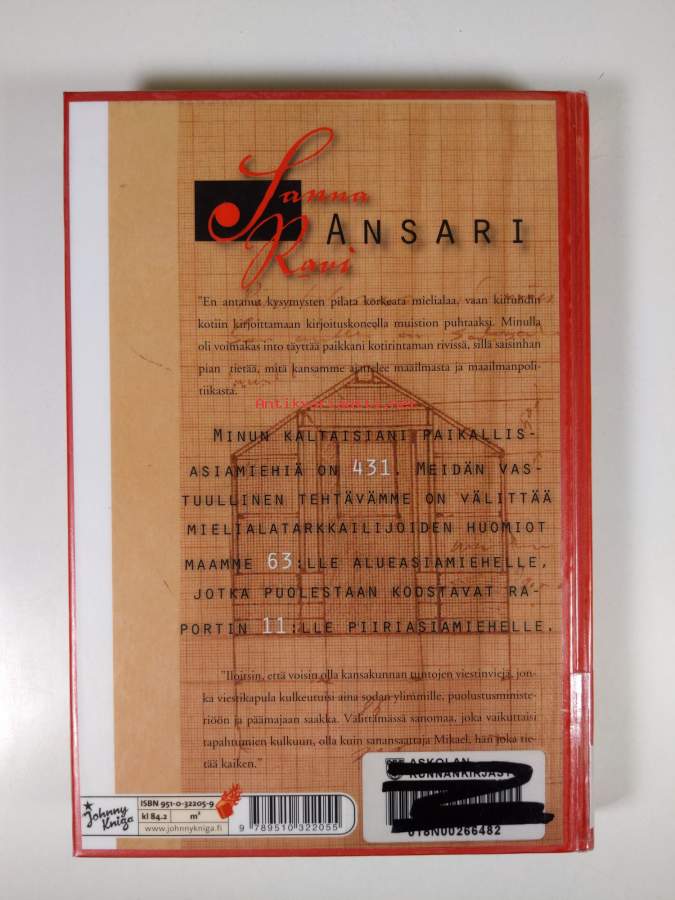 Sanna
ANSARI
Ravi
"En antanut kysymysten pilata korkeata mielialaa, vaan kiiruhdin
kotiin kirjoittamaan kirjoituskoneella muistion puhtaaksi. Minulla
oli voimakas into täyttää paikkani kotirintaman rivissä, sillä saisinhan
pian tietää, mitä kansamme ajattelee maailmasta ja maailmanpoli-
tiikasta.
MINUN KALTAISIANI PAIKALLIS-
ASIAMIEHIÄ ON 431. MEIDÄN VAS-
TUULLINEN TEHTÄVÄMME ON VÄLITTÄÄ
MIELIALATARKKAILIJOIDEN HUOMIOT
MAAMME 63:LLE ALUEASIAMIEHELLE,
JOTKA PUOLESTAAN KOOSTAVAT RA-
PORTIN 11:LLE PIIRIASIAMIEHELLE.
"Iloitsin, että voisin olla kansakunnan tuntojen viestinviejä, jon-
ka viestikapula kulkeutuisi aina sodan ylimmille, puolustusministe-
riöön ja päämajaan saakka. Välittämässä sanomaa, joka vaikuttaisi
tapahtumien kulkuun, olla kuin sanansaattaja Mikael, hän joka tie-
tää kaiken."
Johnny
Kniga
ISBN 951-0-32205-9
kl 84.2
m²
www.johnnykniga.fi
9 789510 322055
ASKOLAN
KUNNANKIRJASTO
018N00266482